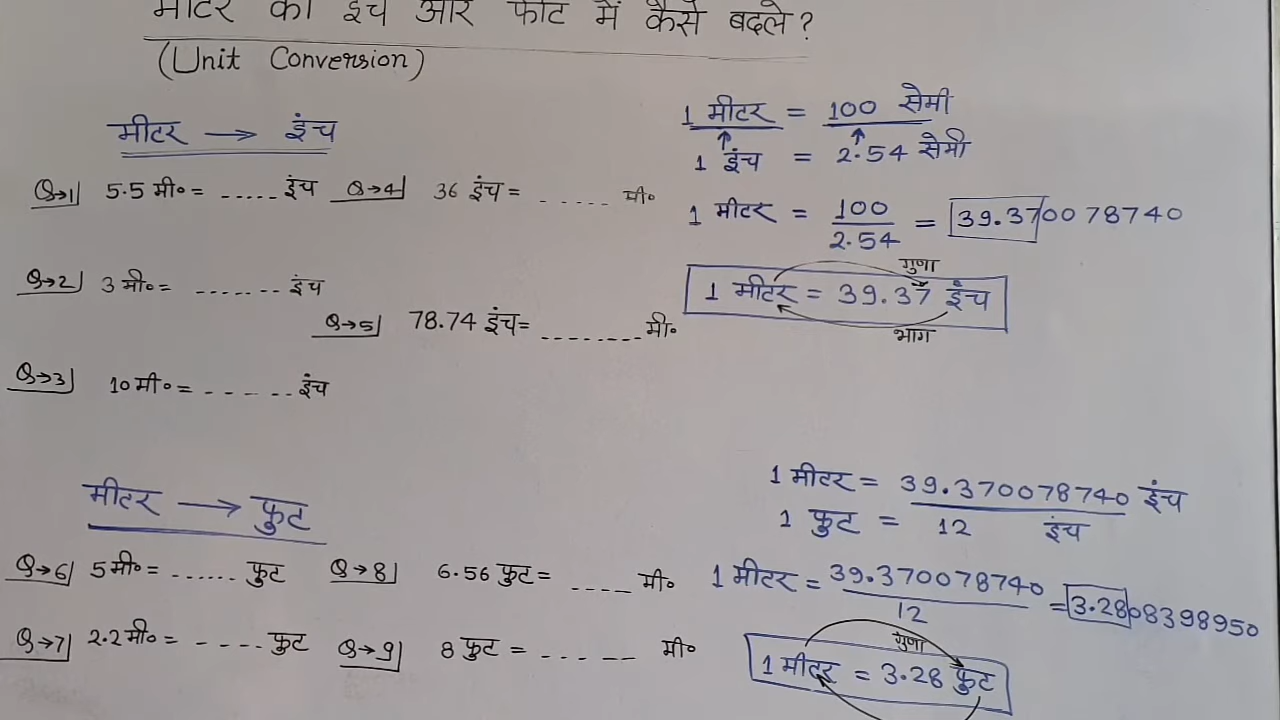 मीटर को इंच और फीट में कैसे बदले?
(Unit Conversion)
मीटर → इंच
Q→1) 5.5 मी० = ..... इंच
Q→2) 3 मी० = ....... इंच
Q→3) 10 मी० = ...... इंच
Q→4) 36 इंच = ...... मी०
Q→5) 78.74 इंच = ........ मी०
1 मीटर = 100 सेमी
1 इंच = 2.54 सेमी
1 मीटर = 100/2.54 = 39.370078740
गुणा
1 मीटर = 39.37 इंच
भाग
मीटर → फुट
Q→6) 5 मी० = ...... फुट
Q→7) 2.2 मी० = ..... फुट
Q→8) 6.56 फुट = .... मी०
Q→9) 8 फुट = ..... मी०
1 मीटर = 39.370078740 इंच
1 फुट = 12 इंच
1 मीटर = 39.370078740/12 = 3.2808398950
गुणा
1 मीटर = 3.28 फुट